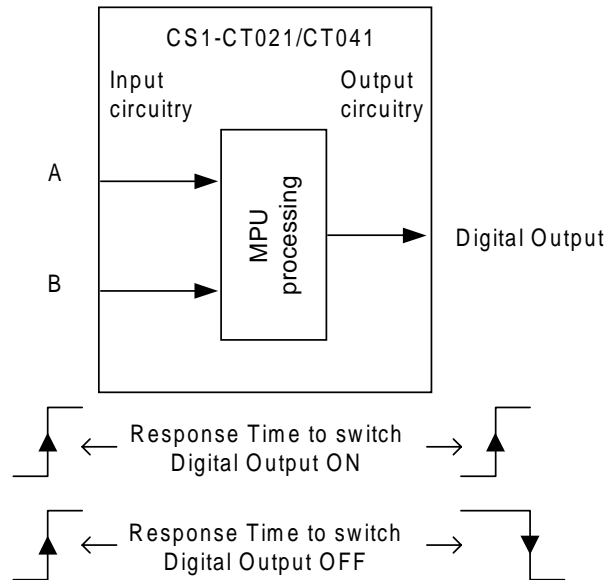 CS1-CT021/CT041
Input
circuitry
Output
circuitry
A
MPU
processing
Digital Output
B
Response Time to switch
Digital Output ON
Response Time to switch
Digital Output OFF